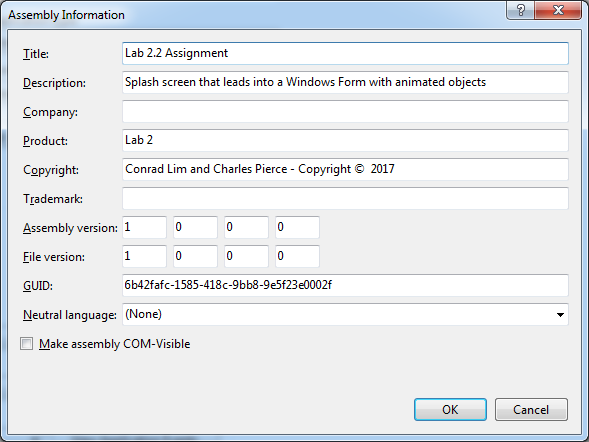 Assembly Information
Title: Lab 2.2 Assignment
Description: Splash screen that leads into a Windows Form with animated objects
Company:
Product: Lab 2
Copyright: Conrad Lim and Charles Pierce - Copyright © 2017
Trademark:
Assembly version: 1 0 0 0
File version: 1 0 0 0
GUID: 6b42fafc-1585-418c-9bb8-9e5f23e0002f
Neutral language: (None)
Make assembly COM-Visible
OK Cancel